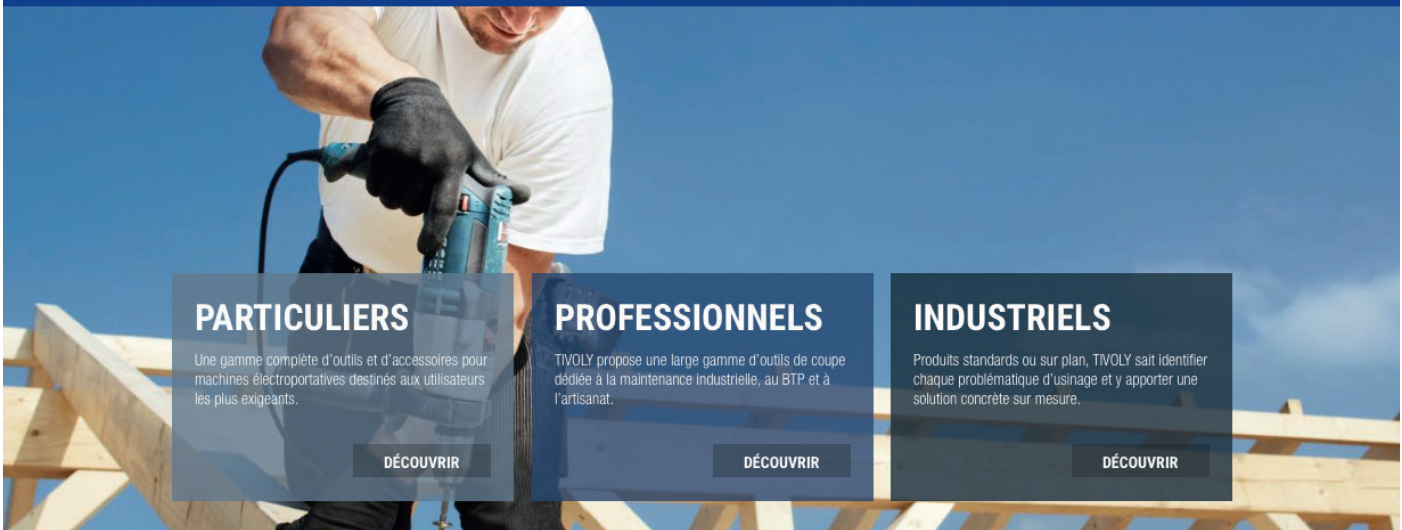 PARTICULIERS
Une gamme complète d'outils et d'accessoires pour
machines électroportatives destinés aux utilisateurs
les plus exigeants.
DÉCOUVRIR
PROFESSIONNELS
TIVOLY propose une large gamme d'outils de coupe
dédiée à la maintenance industrielle, au BTP et à
l'artisanat.
DÉCOUVRIR
INDUSTRIELS
Produits standards ou sur plan, TIVOLY sait identifier
chaque problématique d'usinage et y apporter une
solution concrète sur mesure.
DÉCOUVRIR